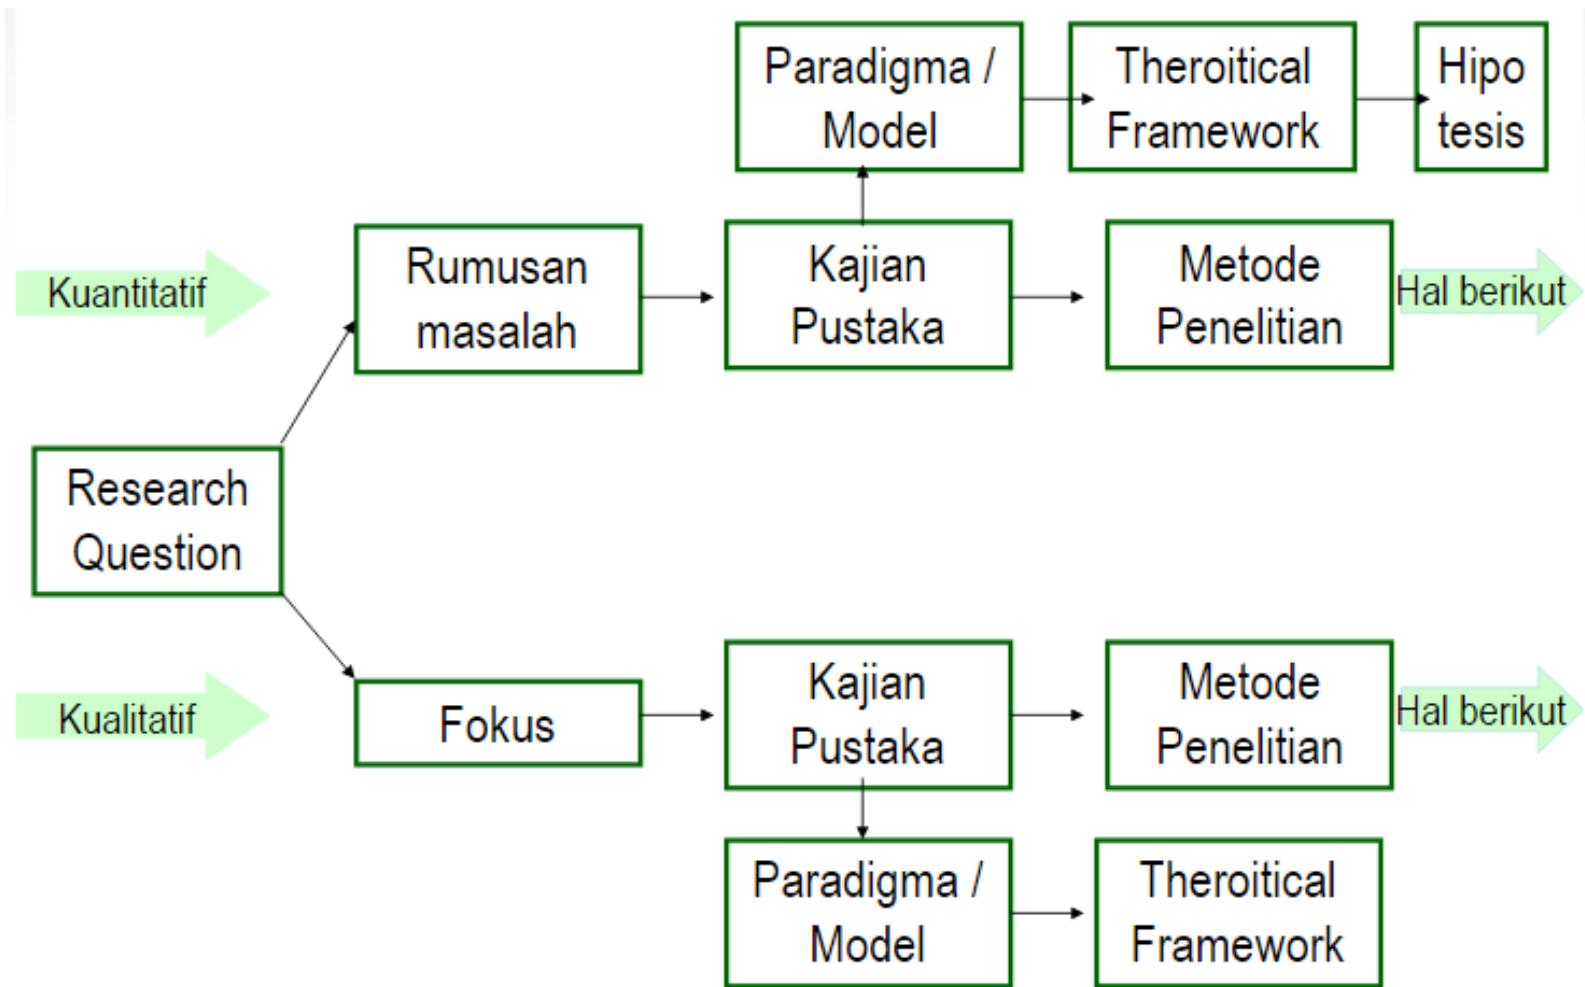 Paradigma /
Model
Theroitical
Framework
Hipo
tesis
Kuantitatif
Rumusan
masalah
Kajian
Pustaka
Metode
Penelitian
Hal berikut
Research
Question
Kualitatif
Fokus
Kajian
Pustaka
Metode
Penelitian
Hal berikut
Paradigma /
Model
Theroitical
Framework